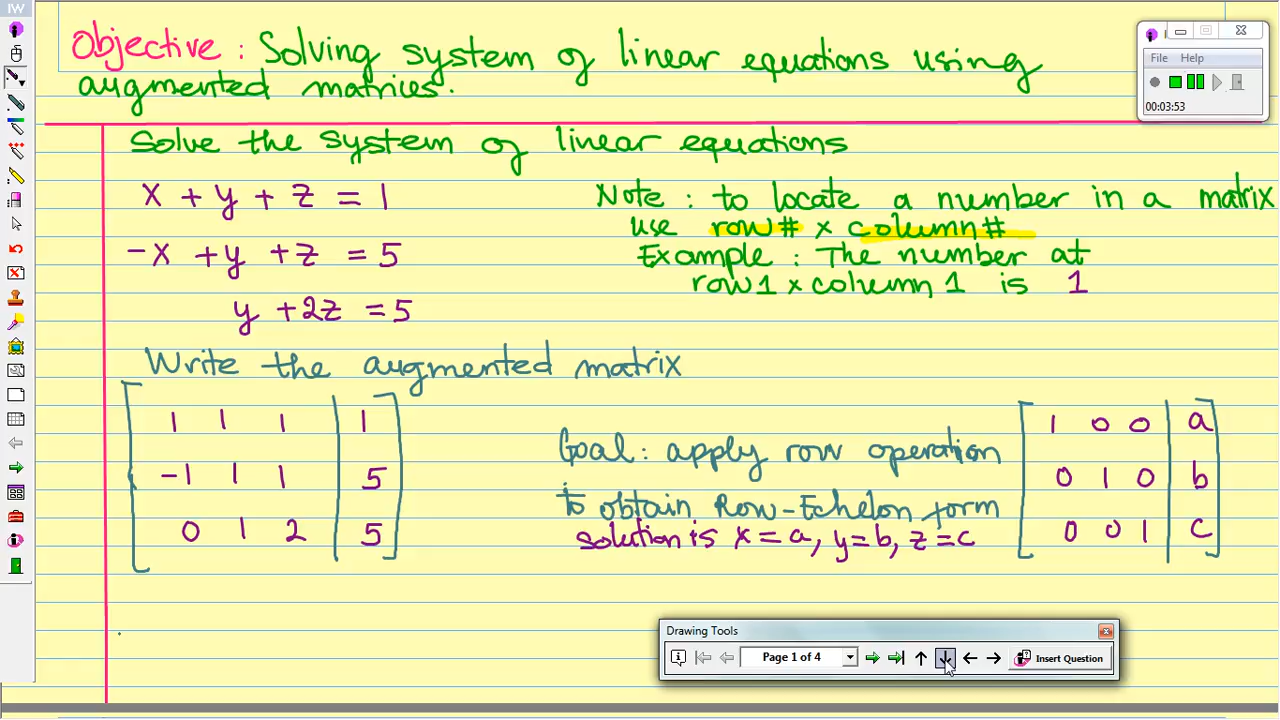 IW
Objective: Solving system of linear equations using
augmented matries.
File Help
00:03:53
Solve the system of linear equations
x + y + z = 1
-x + y + z = 5
y + 2z = 5
Note: to locate a number in a matrix
use row# x column#
Example: The number at
row 1 x column 1 is 1
Write the augmented matrix
1 1 1 | 1
-1 1 1 | 5
0 1 2 | 5
Goal: apply row operation
to obtain Row-Echelon form
solution is x = a, y = b, z = c
1 0 0 | a
0 1 0 | b
0 0 1 | c
Drawing Tools
Page 1 of 4
Insert Question